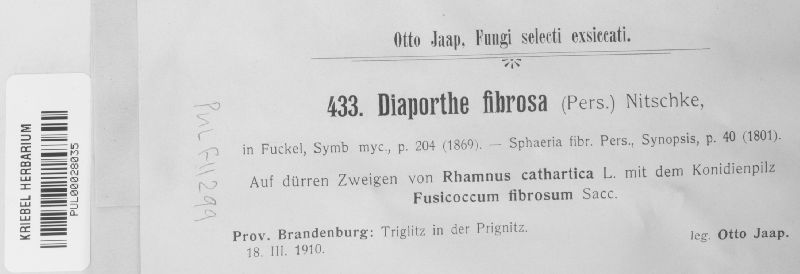 Otto Jaap, Fungi selecti exsiccati.
433. Diaporthe fibrosa (Pers.) Nitschke,
in Fuckel, Symb myc., p. 204 (1869). — Sphaeria fibr. Pers., Synopsis, p. 40 (1801).
Auf dürren Zweigen von Rhamnus cathartica L. mit dem Konidienpilz
Fusicoccum fibrosum Sacc.
Prov. Brandenburg: Triglitz in der Prignitz.
18. III. 1910.
leg. Otto Jaap.
PUL F11299
KRIEBEL HERBARIUM
PUL00028035